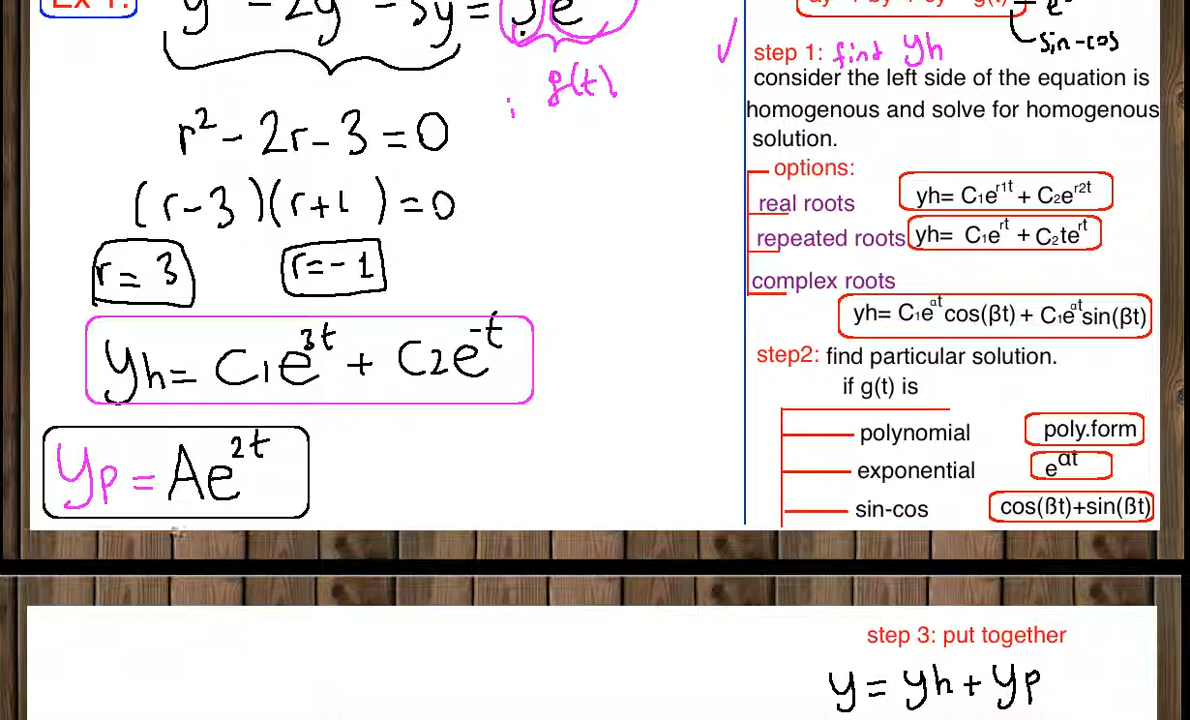 Ex 1:
y - 2y - 3y = 3e
g(t)
r² - 2r - 3 = 0
(r-3)(r+1) = 0
r = 3
r = -1
yh = C1e^3t + C2e^-t
yp = Ae^2t
sin-cos
step 1: find yh
consider the left side of the equation is
homogenous and solve for homogenous
solution.
options:
real roots yh= C1e^r1t + C2e^r2t
repeated roots yh= C1e^rt + C2te^rt
complex roots
yh= C1e^αt cos(βt) + C1e^αt sin(βt)
step2: find particular solution.
if g(t) is
polynomial poly.form
exponential e^αt
sin-cos cos(βt)+sin(βt)
step 3: put together
y = yh + yp